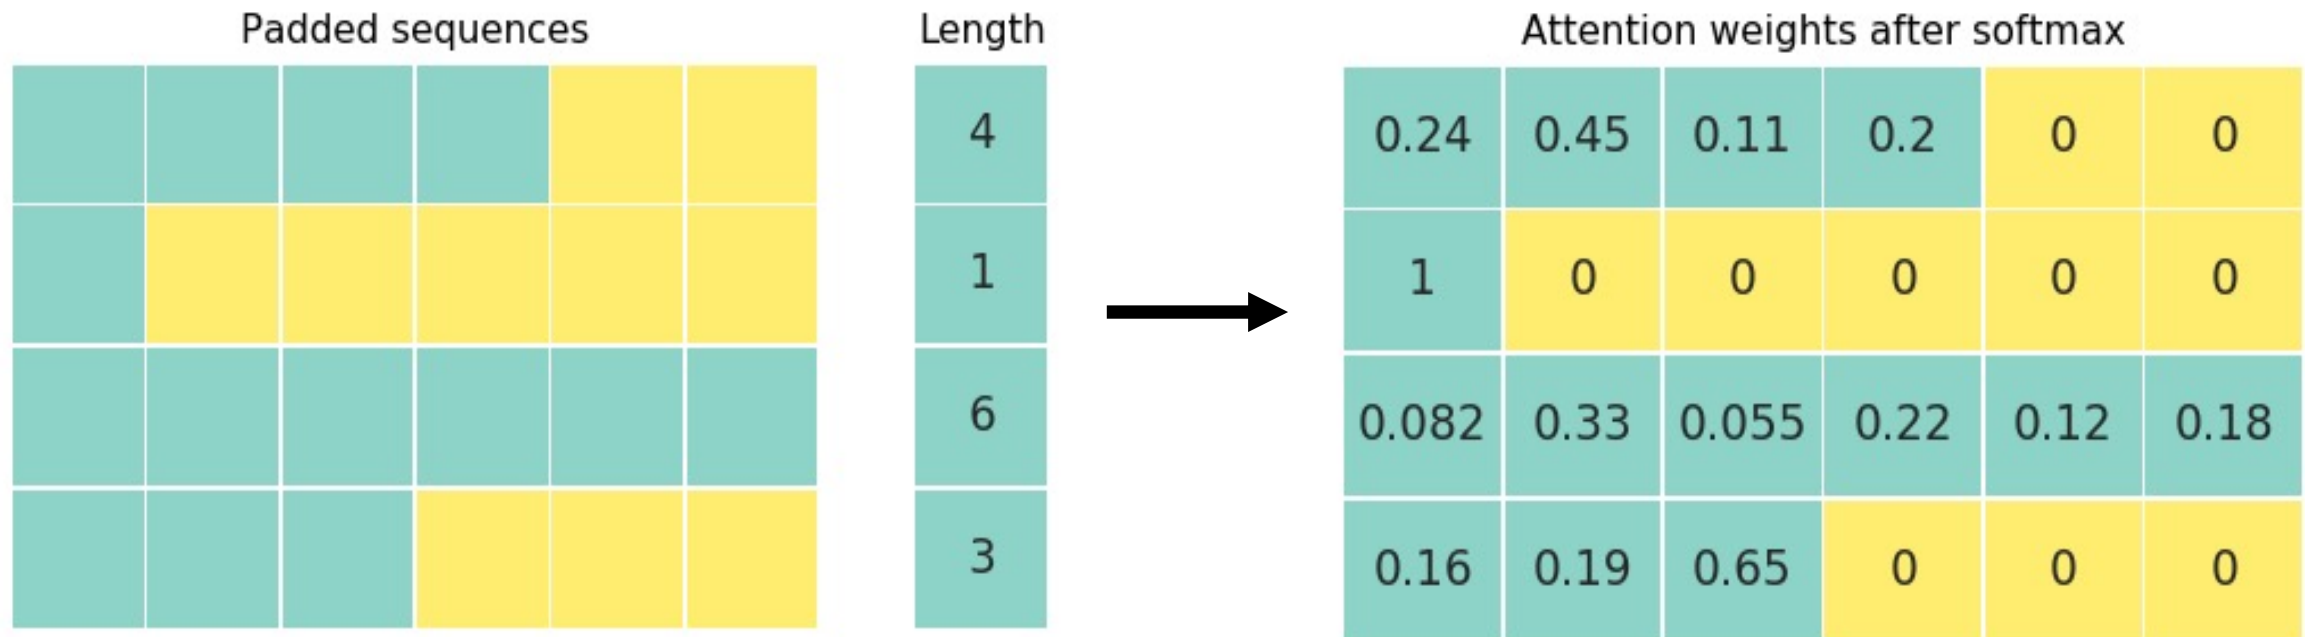 Padded sequences Length Attention weights after softmax
4 0.24 0.45 0.11 0.2 0 0
1 1 0 0 0 0 0
6 0.082 0.33 0.055 0.22 0.12 0.18
3 0.16 0.19 0.65 0 0 0